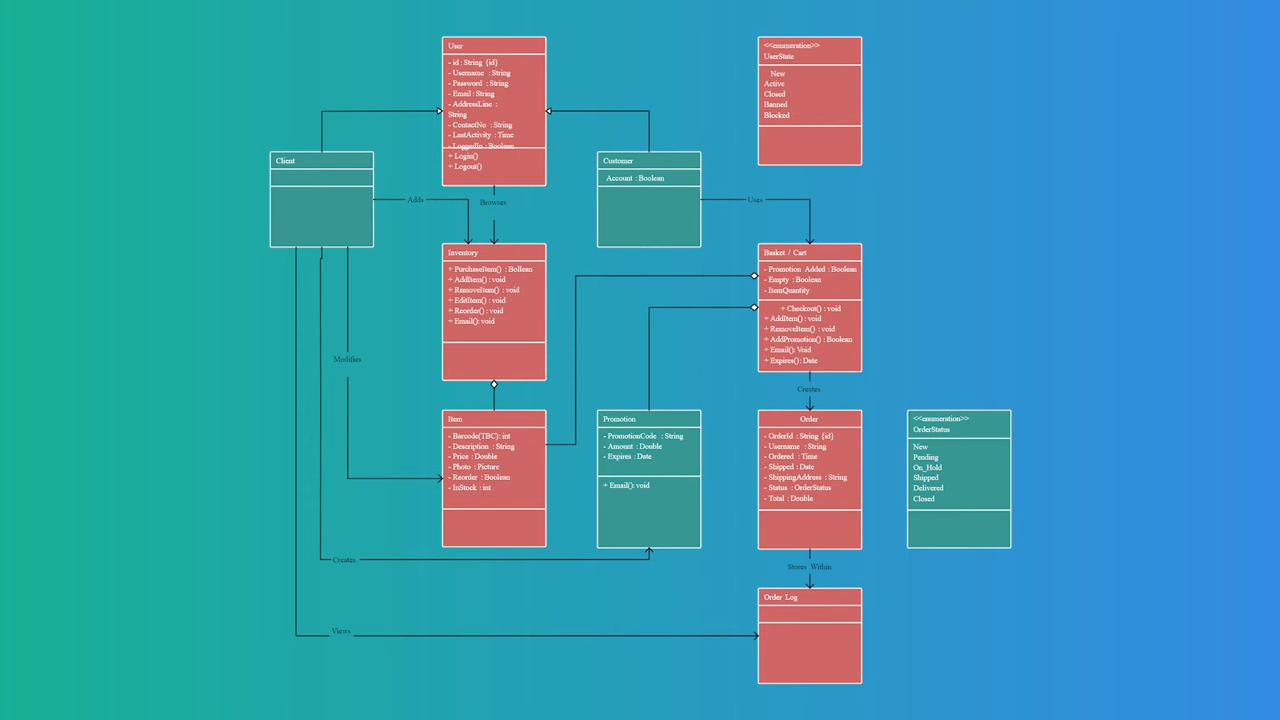 User
- id : String {id}
- Username : String
- Password : String
- Email : String
- AddressLine :
String
- ContactNo : String
- LastActivity : Time
- LoggedIn : Boolean
+ Login()
+ Logout()
<<enumeration>>
UserState
New
Active
Closed
Banned
Blocked
Client
Customer
Account : Boolean
Adds
Browses
Uses
Inventory
+ PurchaseItem() : Bollean
+ AddItem() : void
+ RemoveItem() : void
+ EditItem() : void
+ Reorder() : void
+ Email(): void
Basket / Cart
- Promotion Added : Boolean
- Empty : Boolean
- ItemQuantity
+ Checkout() : void
+ AddItem() : void
+ RemoveItem() : void
+ AddPromotion() : Boolean
+ Email(): Void
+ Expires() : Date
Modifies
Creates
Item
- Barcode(TBC) : int
- Description : String
- Price : Double
- Photo : Picture
- Reorder : Boolean
- InStock : int
Promotion
- PromotionCode : String
- Amount : Double
- Expires : Date
+ Email(): void
Order
- OrderId : String {id}
- Username : String
- Ordered : Time
- Shipped : Date
- ShippingAddress : String
- Status : OrderStatus
- Total : Double
<<enumeration>>
OrderStatus
New
Pending
On_Hold
Shipped
Delivered
Closed
Creates
Stores Within
Order Log
Views